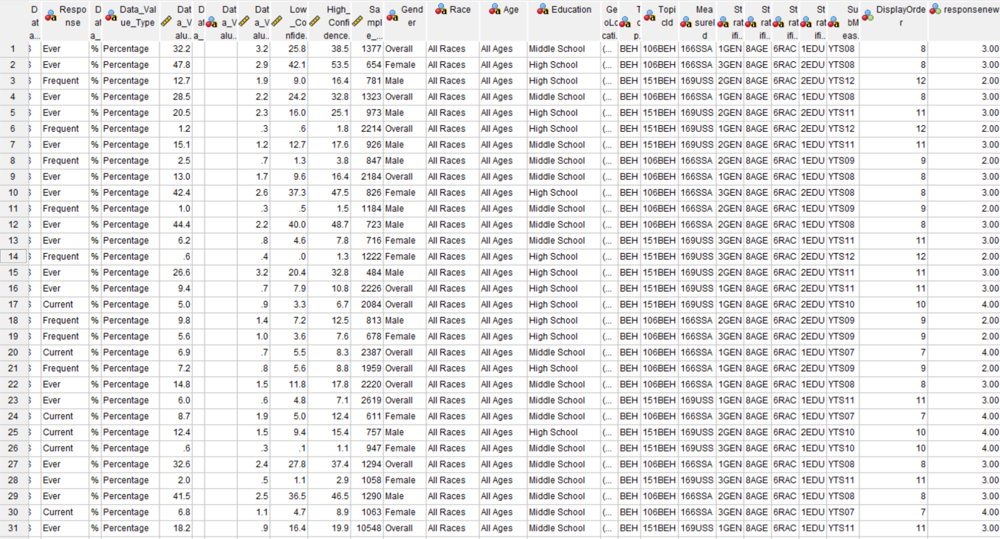 D at a... Respo nse D at a_ Data_Val ue_Type Dat a_V alu.. D at a_ Dat a_V alu.. Dat a_V alu.. Low _Co nfide. High_ Confi dence. Sa mpl e_... Gend er Race Age Education Ge oLc cati. T c p. Topi cId Mea sureI d St rat ifi.. St rat ifi.. St rat ifi.. St rat ifi.. Su bM eas. DisplayOrde r responsenew
1 Ever % Percentage 32.2 3.2 25.8 38.5 1377 Overall All Races All Ages Middle School (... BEH 106BEH 166SSA 1GEN 8AGE 6RAC 1EDU YTS08 8 3.00
2 Ever % Percentage 47.8 2.9 42.1 53.5 654 Female All Races All Ages High School (... BEH 106BEH 166SSA 3GEN 8AGE 6RAC 2EDU YTS08 8 3.00
3 Frequent % Percentage 12.7 1.9 9.0 16.4 781 Male All Races All Ages High School (... BEH 151BEH 169USS 2GEN 8AGE 6RAC 2EDU YTS12 12 2.00
4 Ever % Percentage 28.5 2.2 24.2 32.8 1323 Overall All Races All Ages Middle School (... BEH 106BEH 166SSA 1GEN 8AGE 6RAC 1EDU YTS08 8 3.00
5 Ever % Percentage 20.5 2.3 16.0 25.1 973 Male All Races All Ages High School (... BEH 151BEH 169USS 2GEN 8AGE 6RAC 2EDU YTS11 11 3.00
6 Frequent % Percentage 1.2 .3 .6 1.8 2214 Overall All Races All Ages High School (... BEH 151BEH 169USS 1GEN 8AGE 6RAC 2EDU YTS12 12 2.00
7 Ever % Percentage 15.1 1.2 12.7 17.6 926 Male All Races All Ages Middle School (... BEH 151BEH 169USS 2GEN 8AGE 6RAC 1EDU YTS11 11 3.00
8 Frequent % Percentage 2.5 .7 1.3 3.8 847 Male All Races All Ages Middle School (... BEH 106BEH 166SSA 2GEN 8AGE 6RAC 1EDU YTS09 9 2.00
9 Ever % Percentage 13.0 1.7 9.6 16.4 2184 Overall All Races All Ages Middle School (... BEH 106BEH 166SSA 1GEN 8AGE 6RAC 1EDU YTS08 8 3.00
10 Ever % Percentage 42.4 2.6 37.3 47.5 826 Female All Races All Ages High School (... BEH 106BEH 166SSA 3GEN 8AGE 6RAC 2EDU YTS08 8 3.00
11 Frequent % Percentage 1.0 .3 .5 1.5 1184 Male All Races All Ages Middle School (... BEH 106BEH 166SSA 2GEN 8AGE 6RAC 1EDU YTS09 9 2.00
12 Ever % Percentage 44.4 2.2 40.0 48.7 723 Male All Races All Ages Middle School (... BEH 106BEH 166SSA 2GEN 8AGE 6RAC 1EDU YTS08 8 3.00
13 Ever % Percentage 6.2 .8 4.6 7.8 716 Female All Races All Ages Middle School (... BEH 151BEH 169USS 3GEN 8AGE 6RAC 1EDU YTS11 11 3.00
14 Frequent % Percentage .6 .4 .0 1.3 1222 Female All Races All Ages High School (... BEH 151BEH 169USS 3GEN 8AGE 6RAC 2EDU YTS12 12 2.00
15 Ever % Percentage 26.6 3.2 20.4 32.8 484 Male All Races All Ages High School (... BEH 151BEH 169USS 2GEN 8AGE 6RAC 2EDU YTS11 11 3.00
16 Ever % Percentage 9.4 .7 7.9 10.8 2226 Overall All Races All Ages High School (... BEH 151BEH 169USS 1GEN 8AGE 6RAC 2EDU YTS11 11 3.00
17 Current % Percentage 5.0 .9 3.3 6.7 2084 Overall All Races All Ages High School (... BEH 151BEH 169USS 1GEN 8AGE 6RAC 2EDU YTS10 10 4.00
18 Frequent % Percentage 9.8 1.4 7.2 12.5 813 Male All Races All Ages High School (... BEH 106BEH 166SSA 2GEN 8AGE 6RAC 2EDU YTS09 9 2.00
19 Frequent % Percentage 5.6 1.0 3.6 7.6 678 Female All Races All Ages High School (... BEH 106BEH 166SSA 3GEN 8AGE 6RAC 2EDU YTS09 9 2.00
20 Current % Percentage 6.9 .7 5.5 8.3 2387 Overall All Races All Ages Middle School (... BEH 106BEH 166SSA 1GEN 8AGE 6RAC 1EDU YTS07 7 4.00
21 Frequent % Percentage 7.2 .8 5.6 8.8 1959 Overall All Races All Ages High School (... BEH 106BEH 166SSA 1GEN 8AGE 6RAC 2EDU YTS09 9 2.00
22 Ever % Percentage 14.8 1.5 11.8 17.8 2220 Overall All Races All Ages Middle School (... BEH 106BEH 166SSA 1GEN 8AGE 6RAC 1EDU YTS08 8 3.00
23 Ever % Percentage 6.0 .6 4.8 7.1 2619 Overall All Races All Ages Middle School (... BEH 151BEH 169USS 1GEN 8AGE 6RAC 1EDU YTS11 11 3.00
24 Current % Percentage 8.7 1.9 5.0 12.4 611 Female All Races All Ages Middle School (... BEH 106BEH 166SSA 3GEN 8AGE 6RAC 1EDU YTS07 7 4.00
25 Current % Percentage 12.4 1.5 9.4 15.4 757 Male All Races All Ages High School (... BEH 151BEH 169USS 2GEN 8AGE 6RAC 2EDU YTS10 10 4.00
26 Current % Percentage .6 .3 .1 1.1 947 Female All Races All Ages Middle School (... BEH 151BEH 169USS 3GEN 8AGE 6RAC 1EDU YTS10 10 4.00
27 Ever % Percentage 32.6 2.4 27.8 37.4 1294 Overall All Races All Ages Middle School (... BEH 106BEH 166SSA 1GEN 8AGE 6RAC 1EDU YTS08 8 3.00
28 Ever % Percentage 2.0 .5 1.1 2.9 1058 Female All Races All Ages Middle School (... BEH 151BEH 169USS 3GEN 8AGE 6RAC 1EDU YTS11 11 3.00
29 Ever % Percentage 41.5 2.5 36.5 46.5 1290 Male All Races All Ages Middle School (... BEH 106BEH 166SSA 2GEN 8AGE 6RAC 1EDU YTS08 8 3.00
30 Current % Percentage 6.8 1.1 4.7 8.9 1063 Female All Races All Ages Middle School (... BEH 106BEH 166SSA 3GEN 8AGE 6RAC 1EDU YTS07 7 4.00
31 Ever % Percentage 18.2 .9 16.4 19.9 10548 Overall All Races All Ages Middle School (... BEH 151BEH 169USS 1GEN 8AGE 6RAC 1EDU YTS11 11 3.00